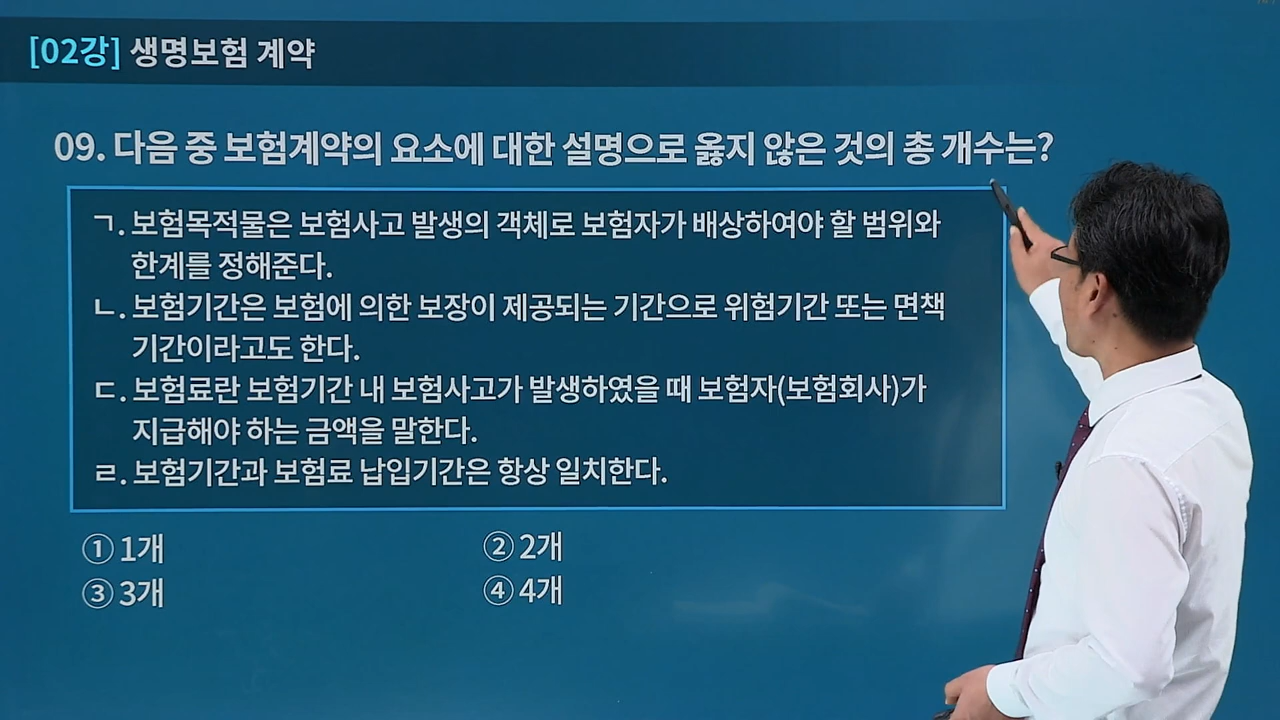 [02강] 생명보험 계약
09. 다음 중 보험계약의 요소에 대한 설명으로 옳지 않은 것의 총 개수는?
ㄱ. 보험목적물은 보험사고 발생의 객체로 보험자가 배상하여야 할 범위와
한계를 정해준다.
ㄴ. 보험기간은 보험에 의한 보장이 제공되는 기간으로 위험기간 또는 면책
기간이라고도 한다.
ㄷ. 보험료란 보험기간 내 보험사고가 발생하였을 때 보험자(보험회사)가
지급해야 하는 금액을 말한다.
ㄹ. 보험기간과 보험료 납입기간은 항상 일치한다.
① 1개 ② 2개
③ 3개 ④ 4개